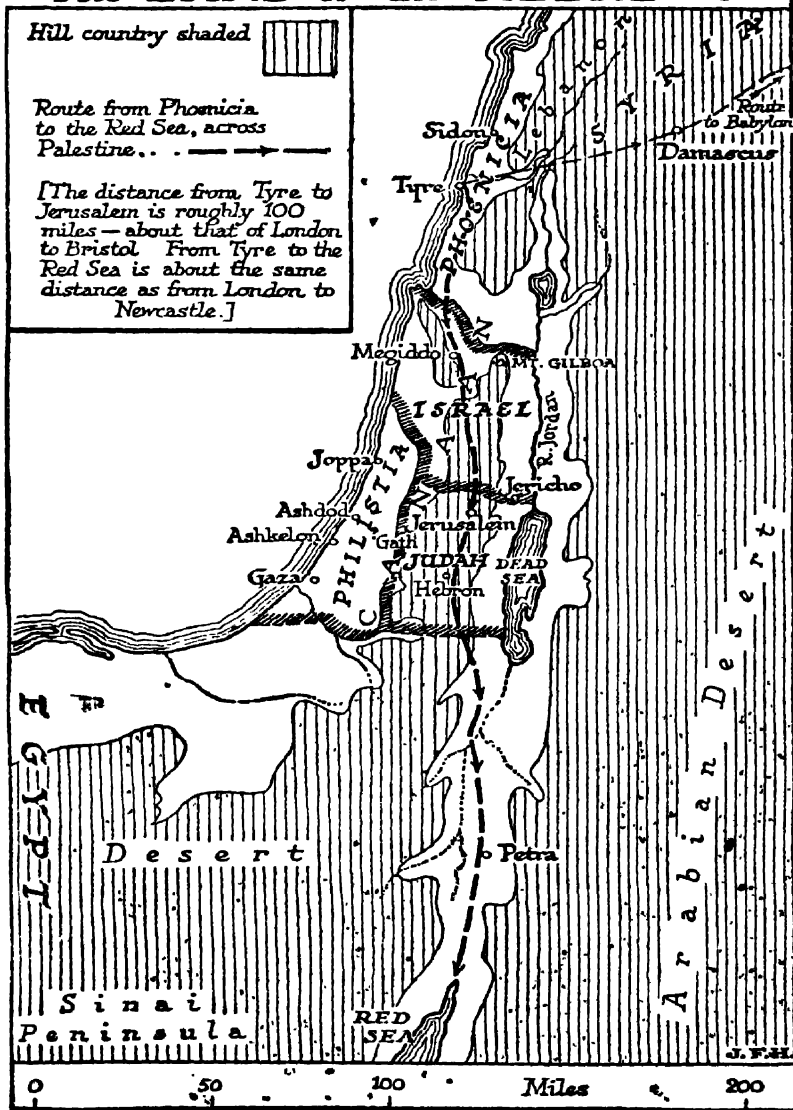 Hill country shaded
Route from Phoenicia
to the Red Sea, across
Palestine. . .
[The distance from Tyre to
Jerusalem is roughly 100
miles — about that of London
to Bristol From Tyre to the
Red Sea is about the same
distance as from London to
Newcastle.]
SYRIA
Lebanon
Route
to Babylon
Sidon
Damascus
Tyre
PHOENICIA
CANAAN
Megiddo
MT. GILBOA
ISRAEL
R. Jordan
Joppa
PHILISTIA
Jericho
Ashdod
Jerusalem
Ashkelon
Gath
JUDAH
DEAD
SEA
Gaza
Hebron
EGYPT
Arabian Desert
Desert
Petra
Sinai
Peninsula
RED
SEA
J.F.H.
0 50 100 Miles 200